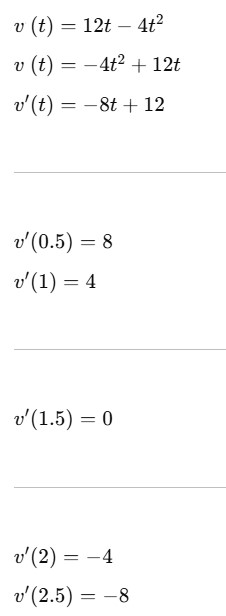 v (t) = 12t − 4t²
v (t) = −4t² + 12t
v′(t) = −8t + 12
v′(0.5) = 8
v′(1) = 4
v′(1.5) = 0
v′(2) = −4
v′(2.5) = −8